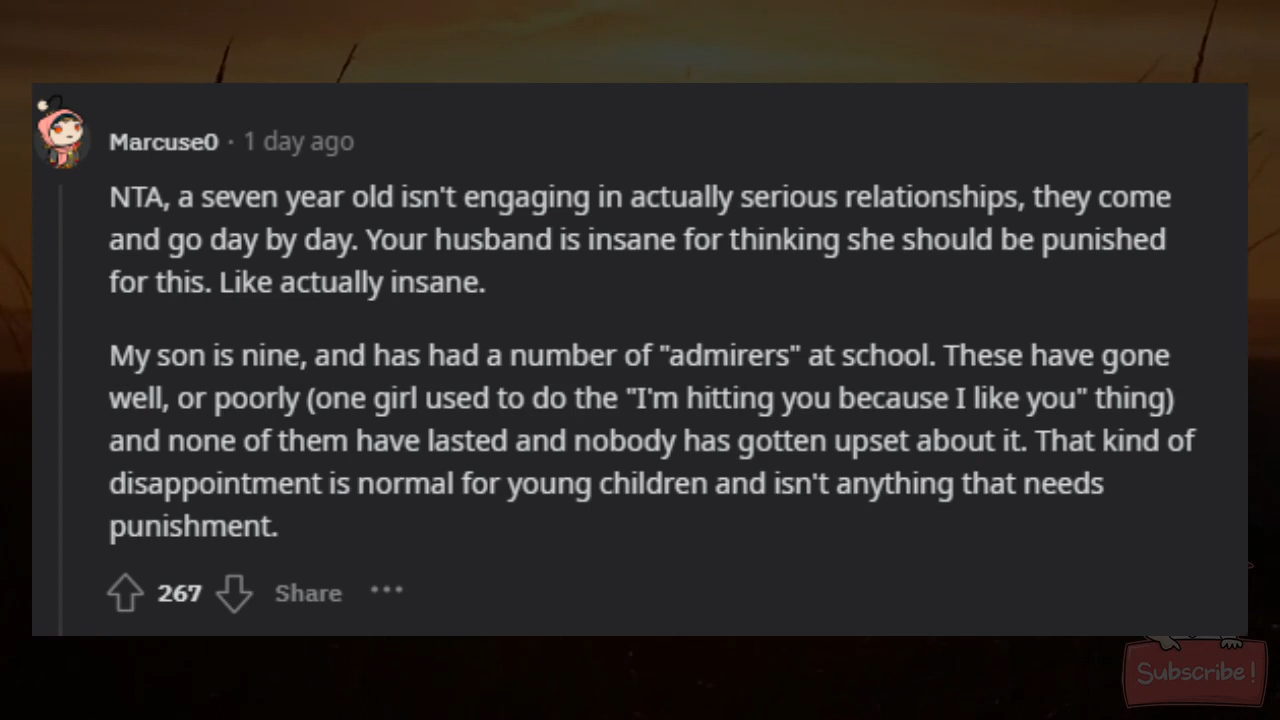 Marcuse0 · 1 day ago
NTA, a seven year old isn't engaging in actually serious relationships, they come
and go day by day. Your husband is insane for thinking she should be punished
for this. Like actually insane.
My son is nine, and has had a number of "admirers" at school. These have gone
well, or poorly (one girl used to do the "I'm hitting you because I like you" thing)
and none of them have lasted and nobody has gotten upset about it. That kind of
disappointment is normal for young children and isn't anything that needs
punishment.
267 Share ···
Subscribe!